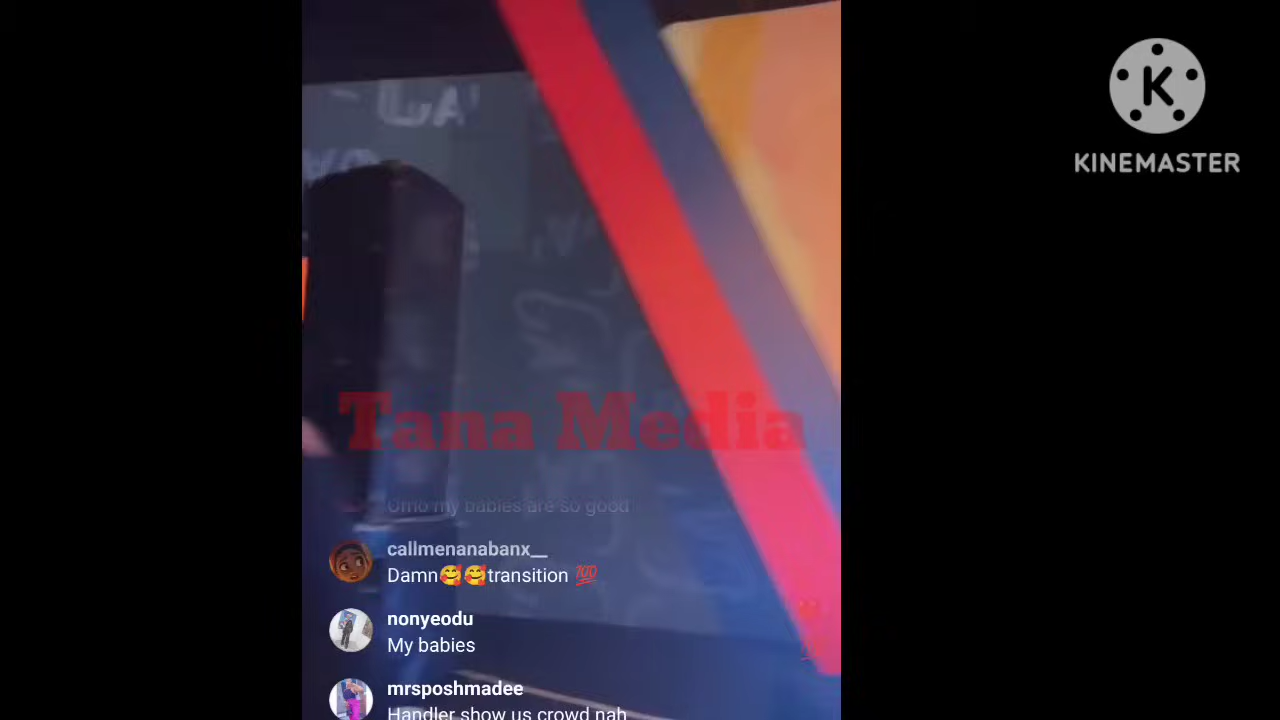 K
KINEMASTER
Tana Media
Omo my babies are so good
callmenanabanx__
Damn🥰🥰transition 💯
nonyeodu
My babies
mrsposhmadee
Handler show us crowd nah